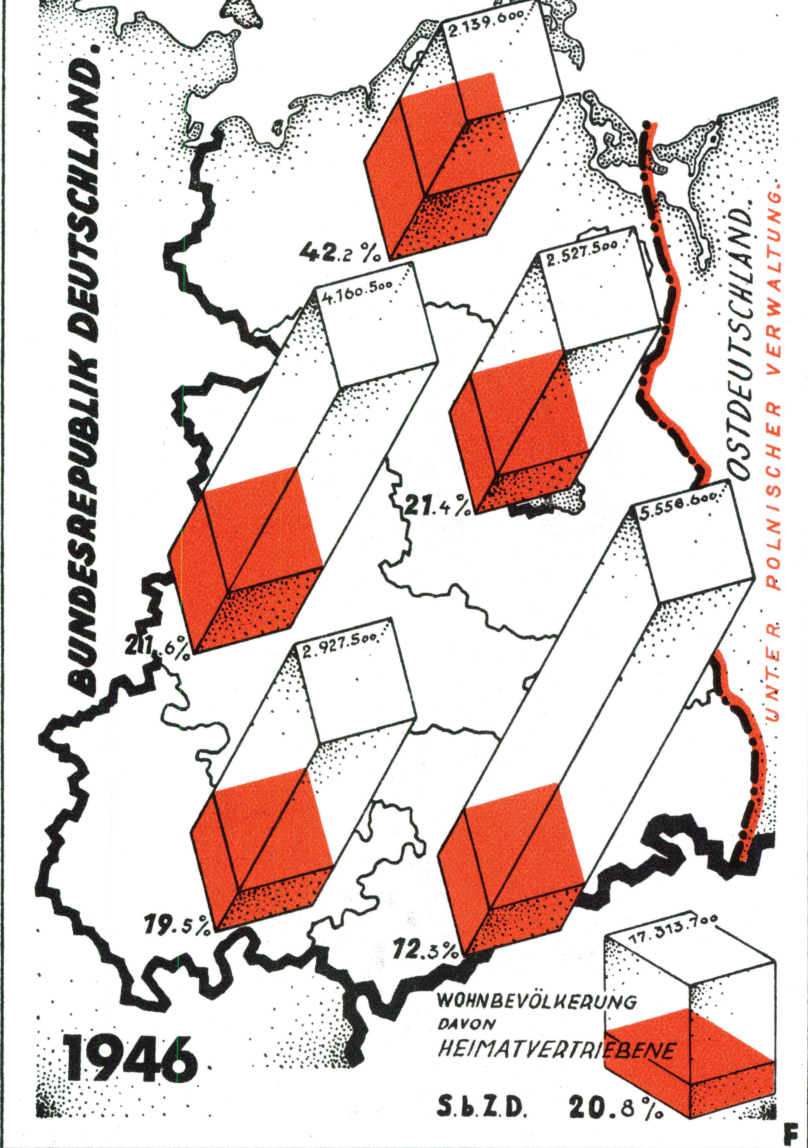 BUNDESREPUBLIK DEUTSCHLAND.
2.139.600
42.2%
4.160.500
21.6%
2.527.500
21.4%
OSTDEUTSCHLAND.
UNTER POLNISCHER VERWALTUNG.
2.927.500
19.5%
5.558.600
12.3%
17.313.700
WOHNBEVÖLKERUNG
DAVON
HEIMATVERTRIEBENE
S.b.Z.D. 20.8%
1946
F